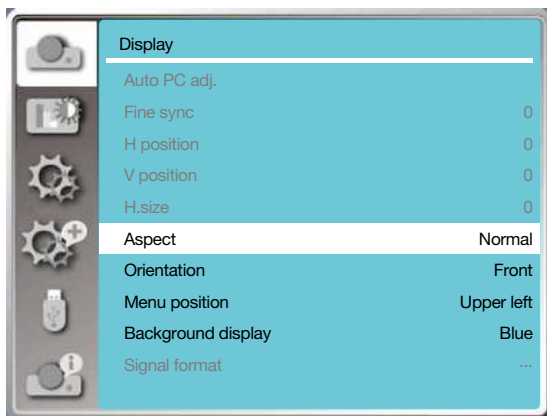 Display
Auto PC adj.
Fine sync 0
H position 0
V position 0
H.size 0
Aspect Normal
Orientation Front
Menu position Upper left
Background display Blue
Signal format ...